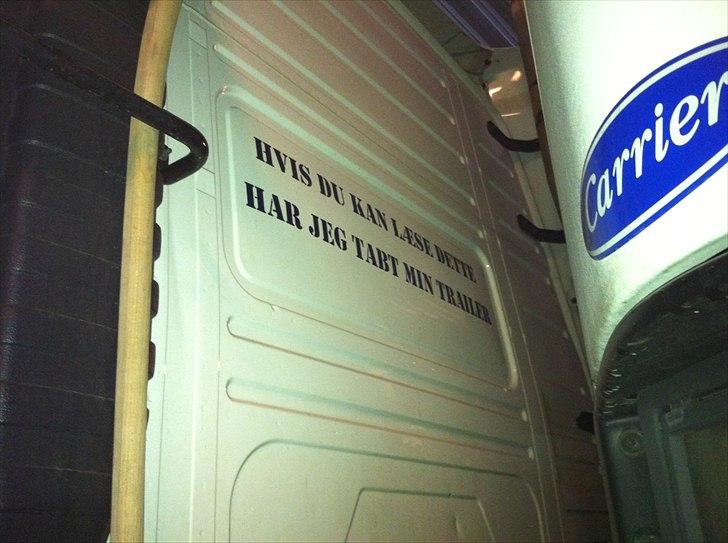 HVIS DU KAN LÆSE DETTE
HAR JEG TABT MIN TRAILER
Carrier